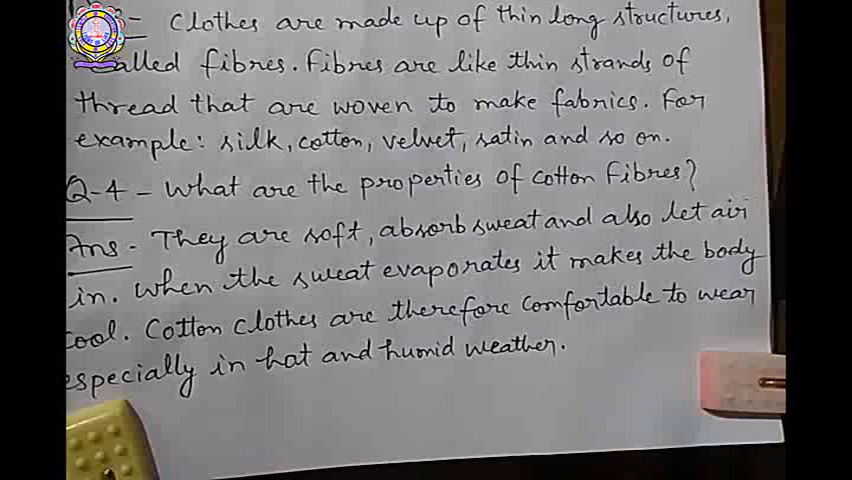 = Clothes are made up of thin long structures,
called fibres. Fibres are like thin strands of
thread that are woven to make fabrics. For
example: silk, cotton, velvet, satin and so on.
Q-4 - What are the properties of cotton Fibres?
Ans - They are soft, absorb sweat and also let air
in. When the sweat evaporates it makes the body
cool. Cotton clothes are therefore comfortable to wear
especially in hot and humid weather.